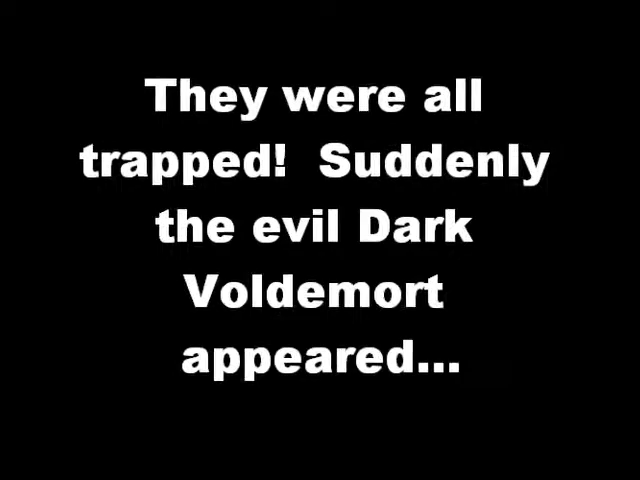 They were all
trapped!  Suddenly
the evil Dark
Voldemort
appeared...